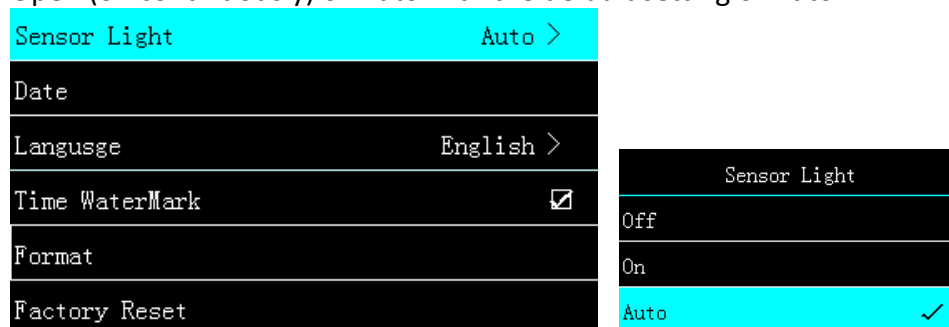 Sensor Light Auto >
Date
Langusge English >
Time WaterMark
Format
Factory Reset
Sensor Light
Off
On
Auto